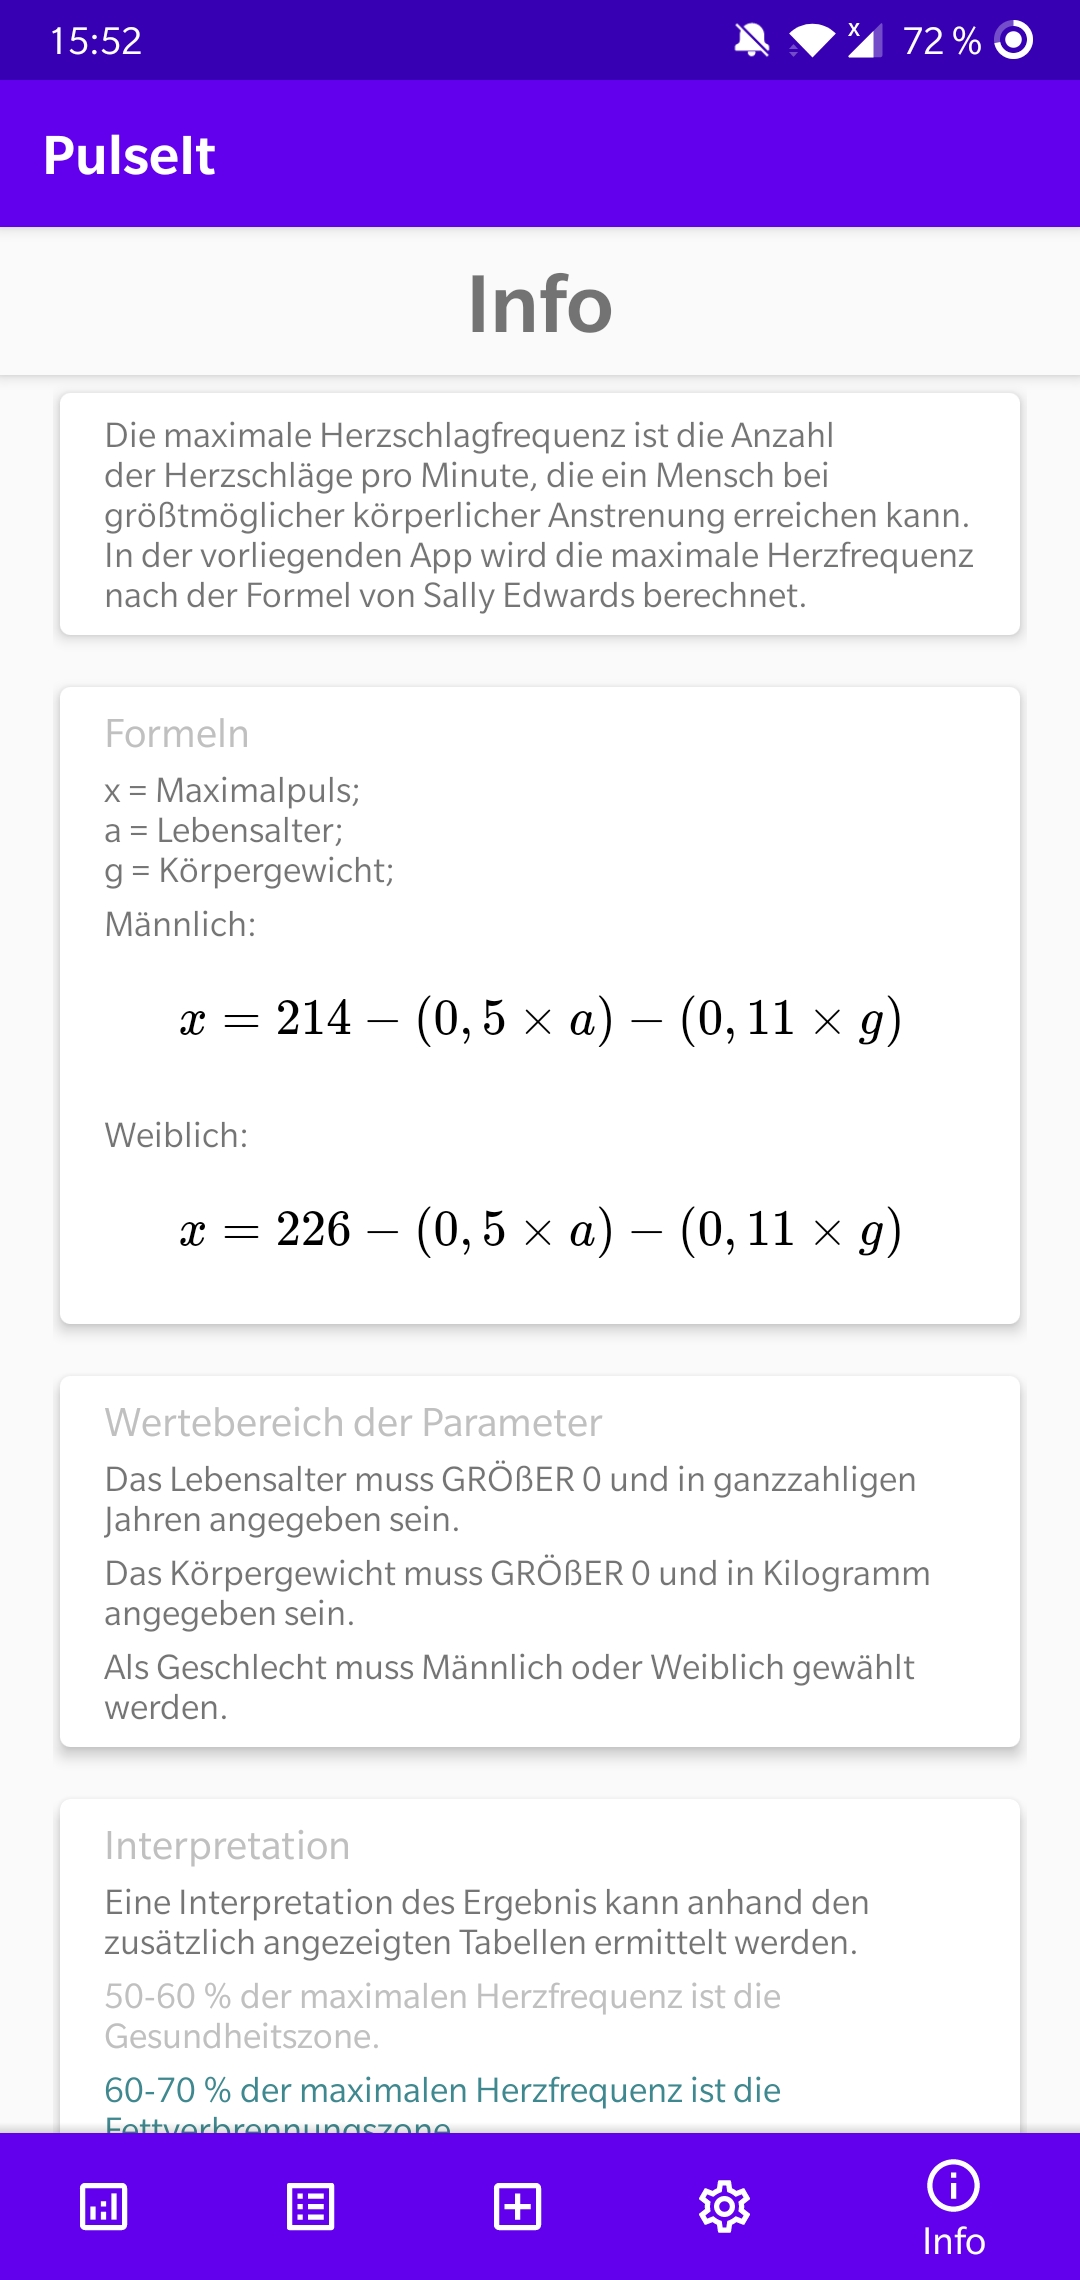 15:52
x
72 %
PulseIt
Info
Die maximale Herzschlagfrequenz ist die Anzahl
der Herzschläge pro Minute, die ein Mensch bei
größtmöglicher körperlicher Anstrenung erreichen kann.
In der vorliegenden App wird die maximale Herzfrequenz
nach der Formel von Sally Edwards berechnet.
Formeln
x = Maximalpuls;
a = Lebensalter;
g = Körpergewicht;
Männlich:
x = 214 − (0, 5 × a) − (0, 11 × g)
Weiblich:
x = 226 − (0, 5 × a) − (0, 11 × g)
Wertebereich der Parameter
Das Lebensalter muss GRÖßER 0 und in ganzzahligen
Jahren angegeben sein.
Das Körpergewicht muss GRÖßER 0 und in Kilogramm
angegeben sein.
Als Geschlecht muss Männlich oder Weiblich gewählt
werden.
Interpretation
Eine Interpretation des Ergebnis kann anhand den
zusätzlich angezeigten Tabellen ermittelt werden.
50-60 % der maximalen Herzfrequenz ist die
Gesundheitszone.
60-70 % der maximalen Herzfrequenz ist die
Fettverbrennungszone
Info